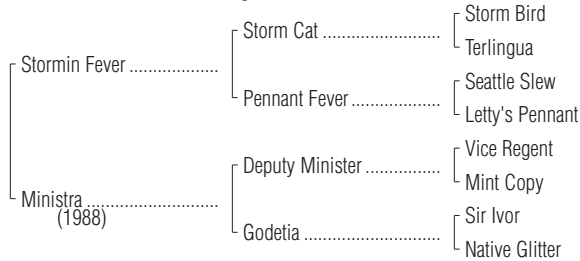 Storm Bird
Storm Cat ....................
Terlingua
Stormin Fever ...............
Seattle Slew
Pennant Fever ...............
Letty's Pennant
Vice Regent
Deputy Minister .............
Mint Copy
Ministra ......................
(1988)
Sir Ivor
Godetia .......................
Native Glitter